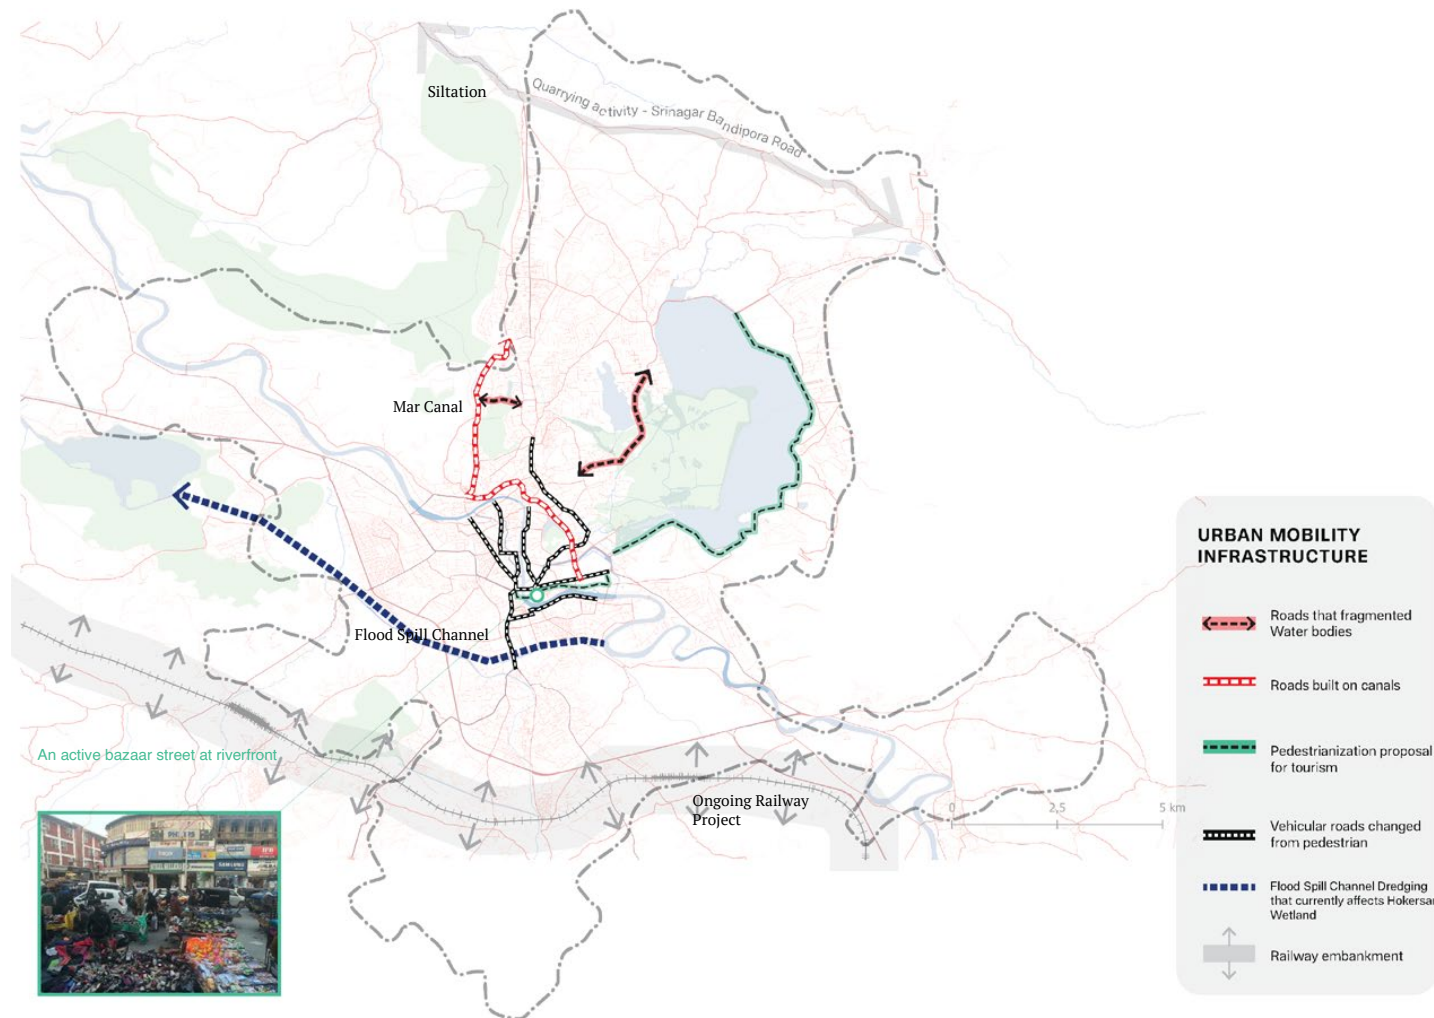 Siltation
Quarrying activity - Srinagar Bandipora Road
Mar Canal
Flood Spill Channel
An active bazaar street at riverfront
Ongoing Railway
Project
0
2,5
5 km
URBAN MOBILITY
INFRASTRUCTURE
Roads that fragmented
Water bodies
Roads built on canals
Pedestrianization proposal
for tourism
Vehicular roads changed
from pedestrian
Flood Spill Channel Dredging
that currently affects Hokersar
Wetland
Railway embankment